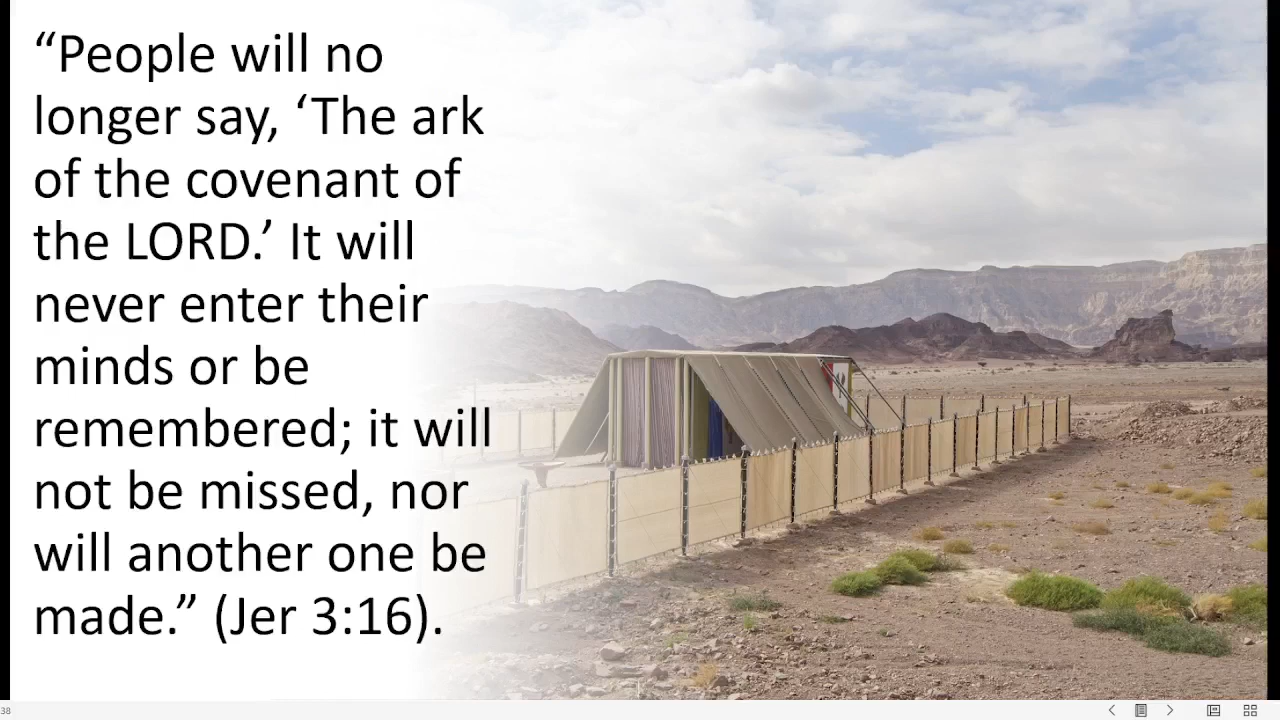 “People will no
longer say, ‘The ark
of the covenant of
the LORD.’ It will
never enter their
minds or be
remembered; it will
not be missed, nor
will another one be
made.” (Jer 3:16).
38